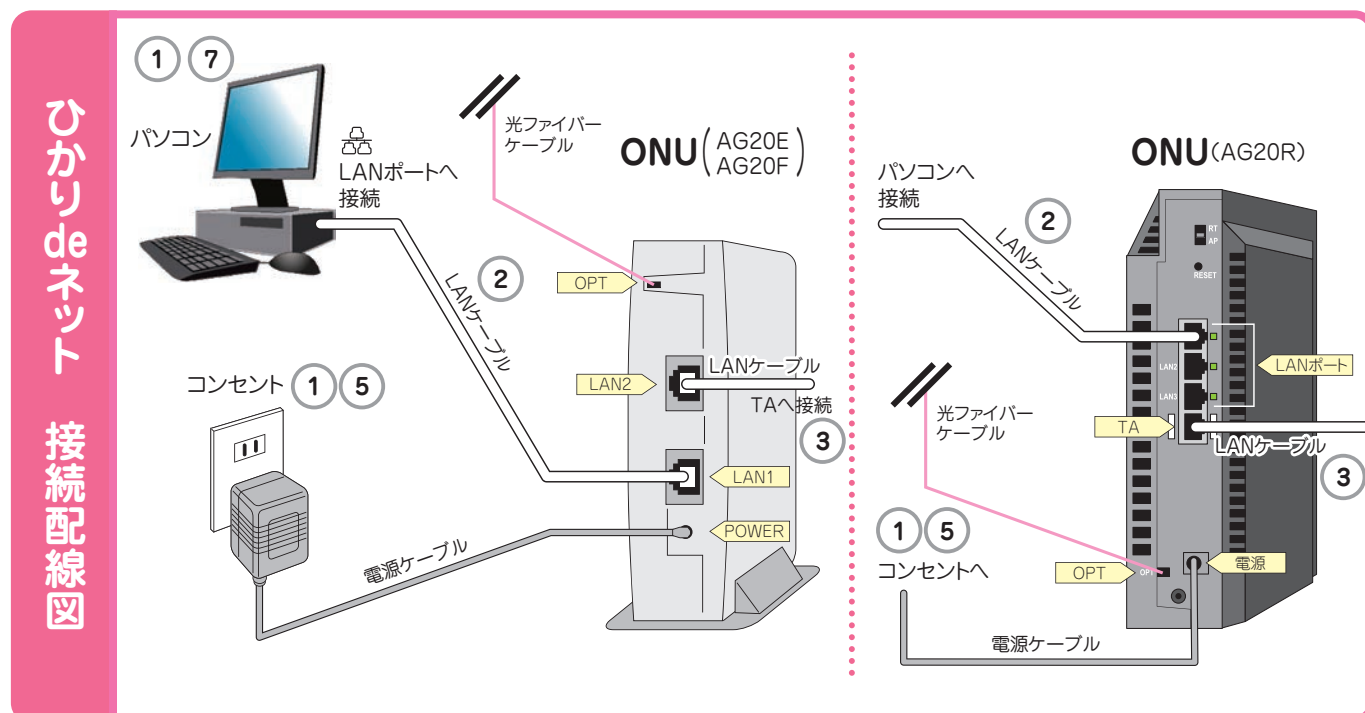 ひかりdeネット 接続配線図
① ⑦
パソコン
LANポートへ
接続
光ファイバー
ケーブル
ONU(AG20E
AG20F)
②
LANケーブル
OPT
LAN2
LANケーブル
TAへ接続
③
コンセント ① ⑤
LAN1
POWER
電源ケーブル
ONU(AG20R)
パソコンへ
接続
②
LANケーブル
RT
AP
RESET
LAN2
LAN3
LANポート
TA
LANケーブル
③
光ファイバー
ケーブル
① ⑤
コンセントへ
OPT
OPT
電源
電源ケーブル